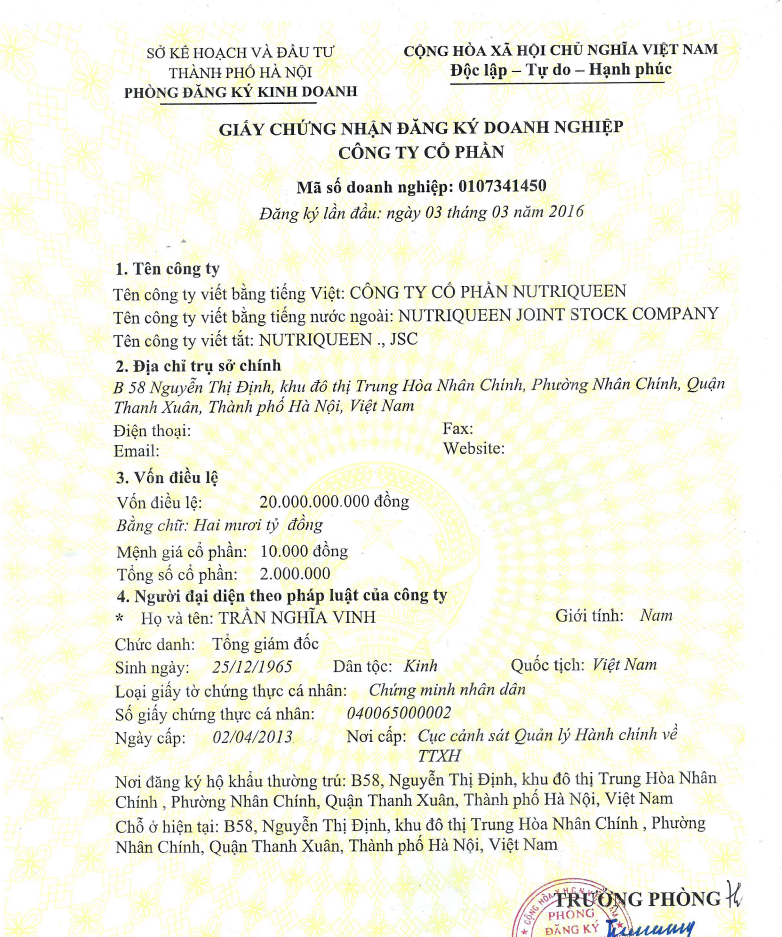 SỞ KẾ HOẠCH VÀ ĐẦU TƯ
THÀNH PHỐ HÀ NỘI
PHÒNG ĐĂNG KÝ KINH DOANH
CỘNG HÒA XÃ HỘI CHỦ NGHĨA VIỆT NAM
Độc lập – Tự do – Hạnh phúc
GIẤY CHỨNG NHẬN ĐĂNG KÝ DOANH NGHIỆP
CÔNG TY CỔ PHẦN
Mã số doanh nghiệp: 0107341450
Đăng ký lần đầu: ngày 03 tháng 03 năm 2016
1. Tên công ty
Tên công ty viết bằng tiếng Việt: CÔNG TY CỔ PHẦN NUTRIQUEEN
Tên công ty viết bằng tiếng nước ngoài: NUTRIQUEEN JOINT STOCK COMPANY
Tên công ty viết tắt: NUTRIQUEEN ., JSC
2. Địa chỉ trụ sở chính
B 58 Nguyễn Thị Định, khu đô thị Trung Hòa Nhân Chính, Phường Nhân Chính, Quận
Thanh Xuân, Thành phố Hà Nội, Việt Nam
Điện thoại: Fax:
Email: Website:
3. Vốn điều lệ
Vốn điều lệ: 20.000.000.000 đồng
Bằng chữ: Hai mươi tỷ đồng
Mệnh giá cổ phần: 10.000 đồng
Tổng số cổ phần: 2.000.000
4. Người đại diện theo pháp luật của công ty
* Họ và tên: TRẦN NGHĨA VINH Giới tính: Nam
Chức danh: Tổng giám đốc
Sinh ngày: 25/12/1965 Dân tộc: Kinh Quốc tịch: Việt Nam
Loại giấy tờ chứng thực cá nhân: Chứng minh nhân dân
Số giấy chứng thực cá nhân: 040065000002
Ngày cấp: 02/04/2013 Nơi cấp: Cục cảnh sát Quản lý Hành chính về
TTXH
Nơi đăng ký hộ khẩu thường trú: B58, Nguyễn Thị Định, khu đô thị Trung Hòa Nhân
Chính , Phường Nhân Chính, Quận Thanh Xuân, Thành phố Hà Nội, Việt Nam
Chỗ ở hiện tại: B58, Nguyễn Thị Định, khu đô thị Trung Hòa Nhân Chính , Phường
Nhân Chính, Quận Thanh Xuân, Thành phố Hà Nội, Việt Nam
TRƯỞNG PHÒNG
PHÒNG
ĐĂNG KÝ